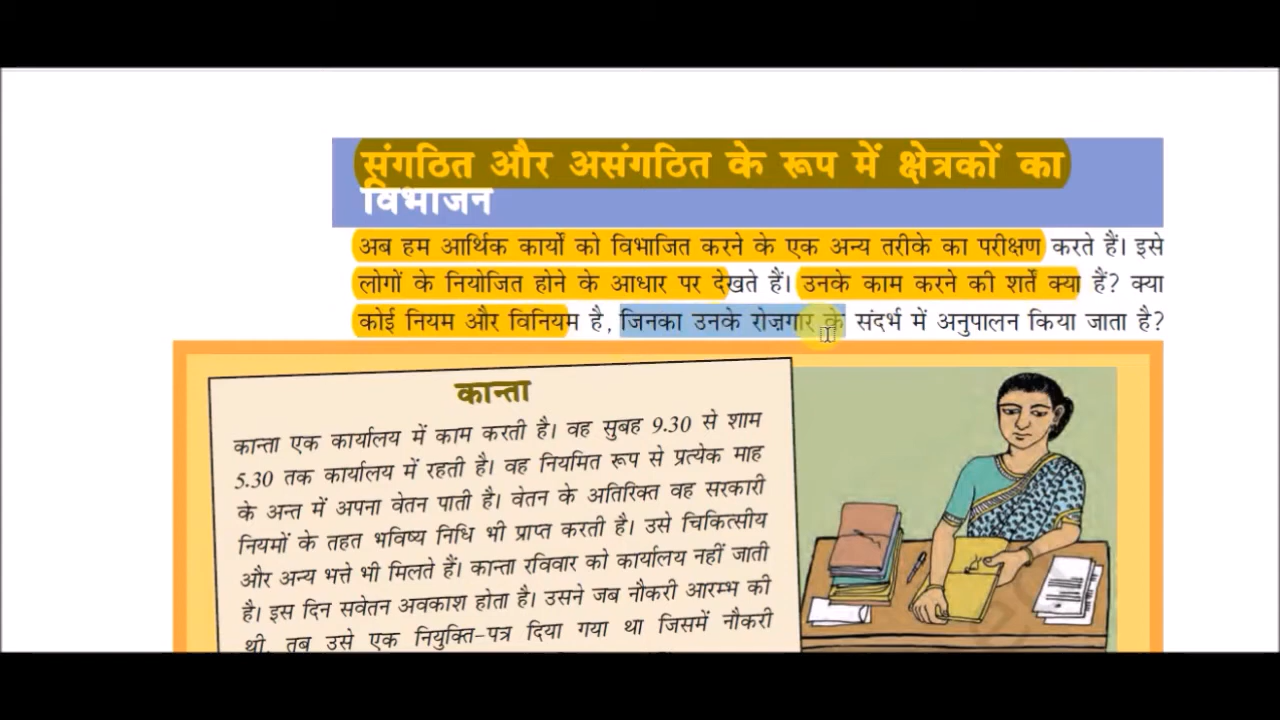 संगठित और असंगठित के रूप में क्षेत्रकों का
विभाजन
अब हम आर्थिक कार्यों को विभाजित करने के एक अन्य तरीके का परीक्षण करते हैं। इसे
लोगों के नियोजित होने के आधार पर देखते हैं। उनके काम करने की शर्तें क्या हैं? क्या
कोई नियम और विनियम है, जिनका उनके रोज़गार के संदर्भ में अनुपालन किया जाता है?
कान्ता
कान्ता एक कार्यालय में काम करती है। वह सुबह 9.30 से शाम
5.30 तक कार्यालय में रहती है। वह नियमित रूप से प्रत्येक माह
के अन्त में अपना वेतन पाती है। वेतन के अतिरिक्त वह सरकारी
नियमों के तहत भविष्य निधि भी प्राप्त करती है। उसे चिकित्सीय
और अन्य भत्ते भी मिलते हैं। कान्ता रविवार को कार्यालय नहीं जाती
है। इस दिन सवेतन अवकाश होता है। उसने जब नौकरी आरम्भ की
थी, तब उसे एक नियुक्ति-पत्र दिया गया था जिसमें नौकरी